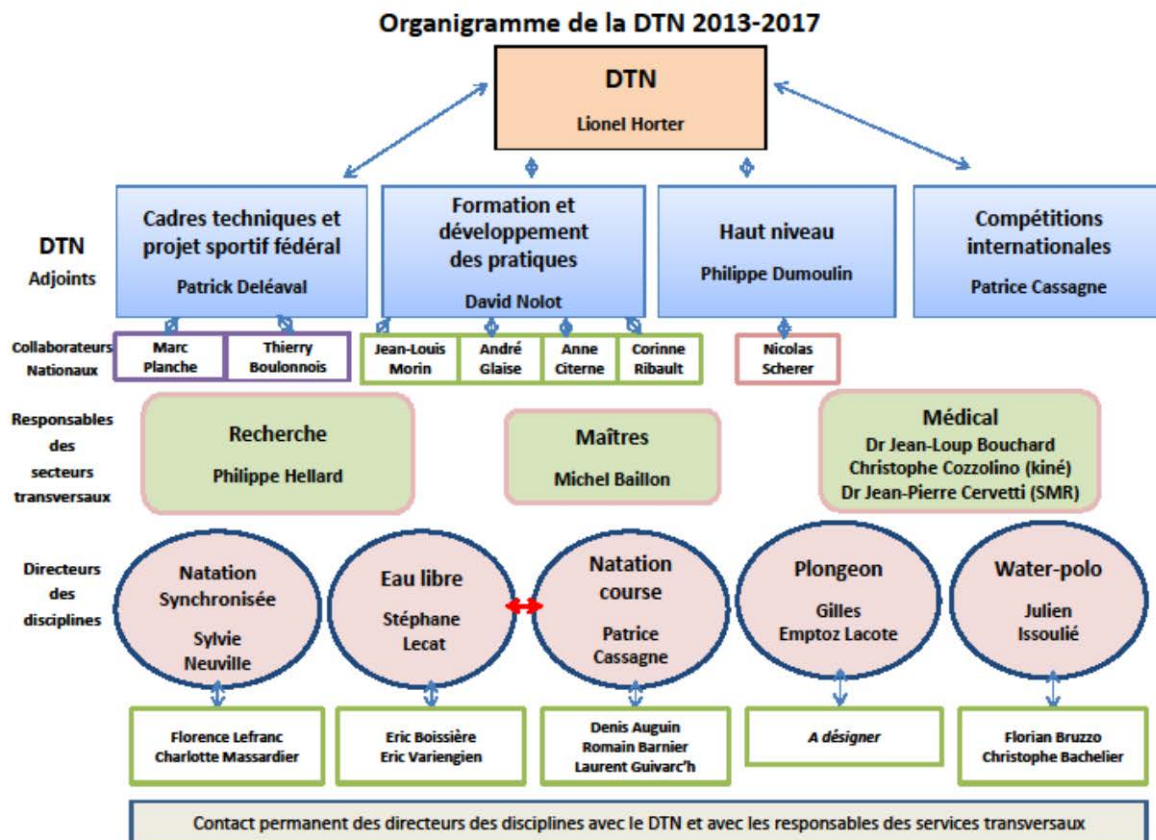 Organigramme de la DTN 2013-2017
DTN
Lionel Horter
DTN
Adjoints
Cadres techniques et
projet sportif fédéral
Patrick Deléaval
Formation et
développement
des pratiques
David Nolot
Haut niveau
Philippe Dumoulin
Compétitions
internationales
Patrice Cassagne
Collaborateurs
Nationaux
Marc
Planche
Thierry
Boulonnois
Jean-Louis
Morin
André
Glaise
Anne
Citerne
Corinne
Ribault
Nicolas
Scherer
Responsables
des
secteurs
transversaux
Recherche
Philippe Hellard
Maîtres
Michel Baillon
Médical
Dr Jean-Loup Bouchard
Christophe Cozzolino (kiné)
Dr Jean-Pierre Cervetti (SMR)
Directeurs
des
disciplines
Natation
Synchronisée
Sylvie
Neuville
Eau libre
Stéphane
Lecat
Natation
course
Patrice
Cassagne
Plongeon
Gilles
Emptoz Lacote
Water-polo
Julien
Issoulié
Florence Lefranc
Charlotte Massardier
Eric Boissière
Eric Variengien
Denis Auguin
Romain Barnier
Laurent Guivarc'h
A désigner
Florian Bruzzo
Christophe Bachelier
Contact permanent des directeurs des disciplines avec le DTN et avec les responsables des services transversaux